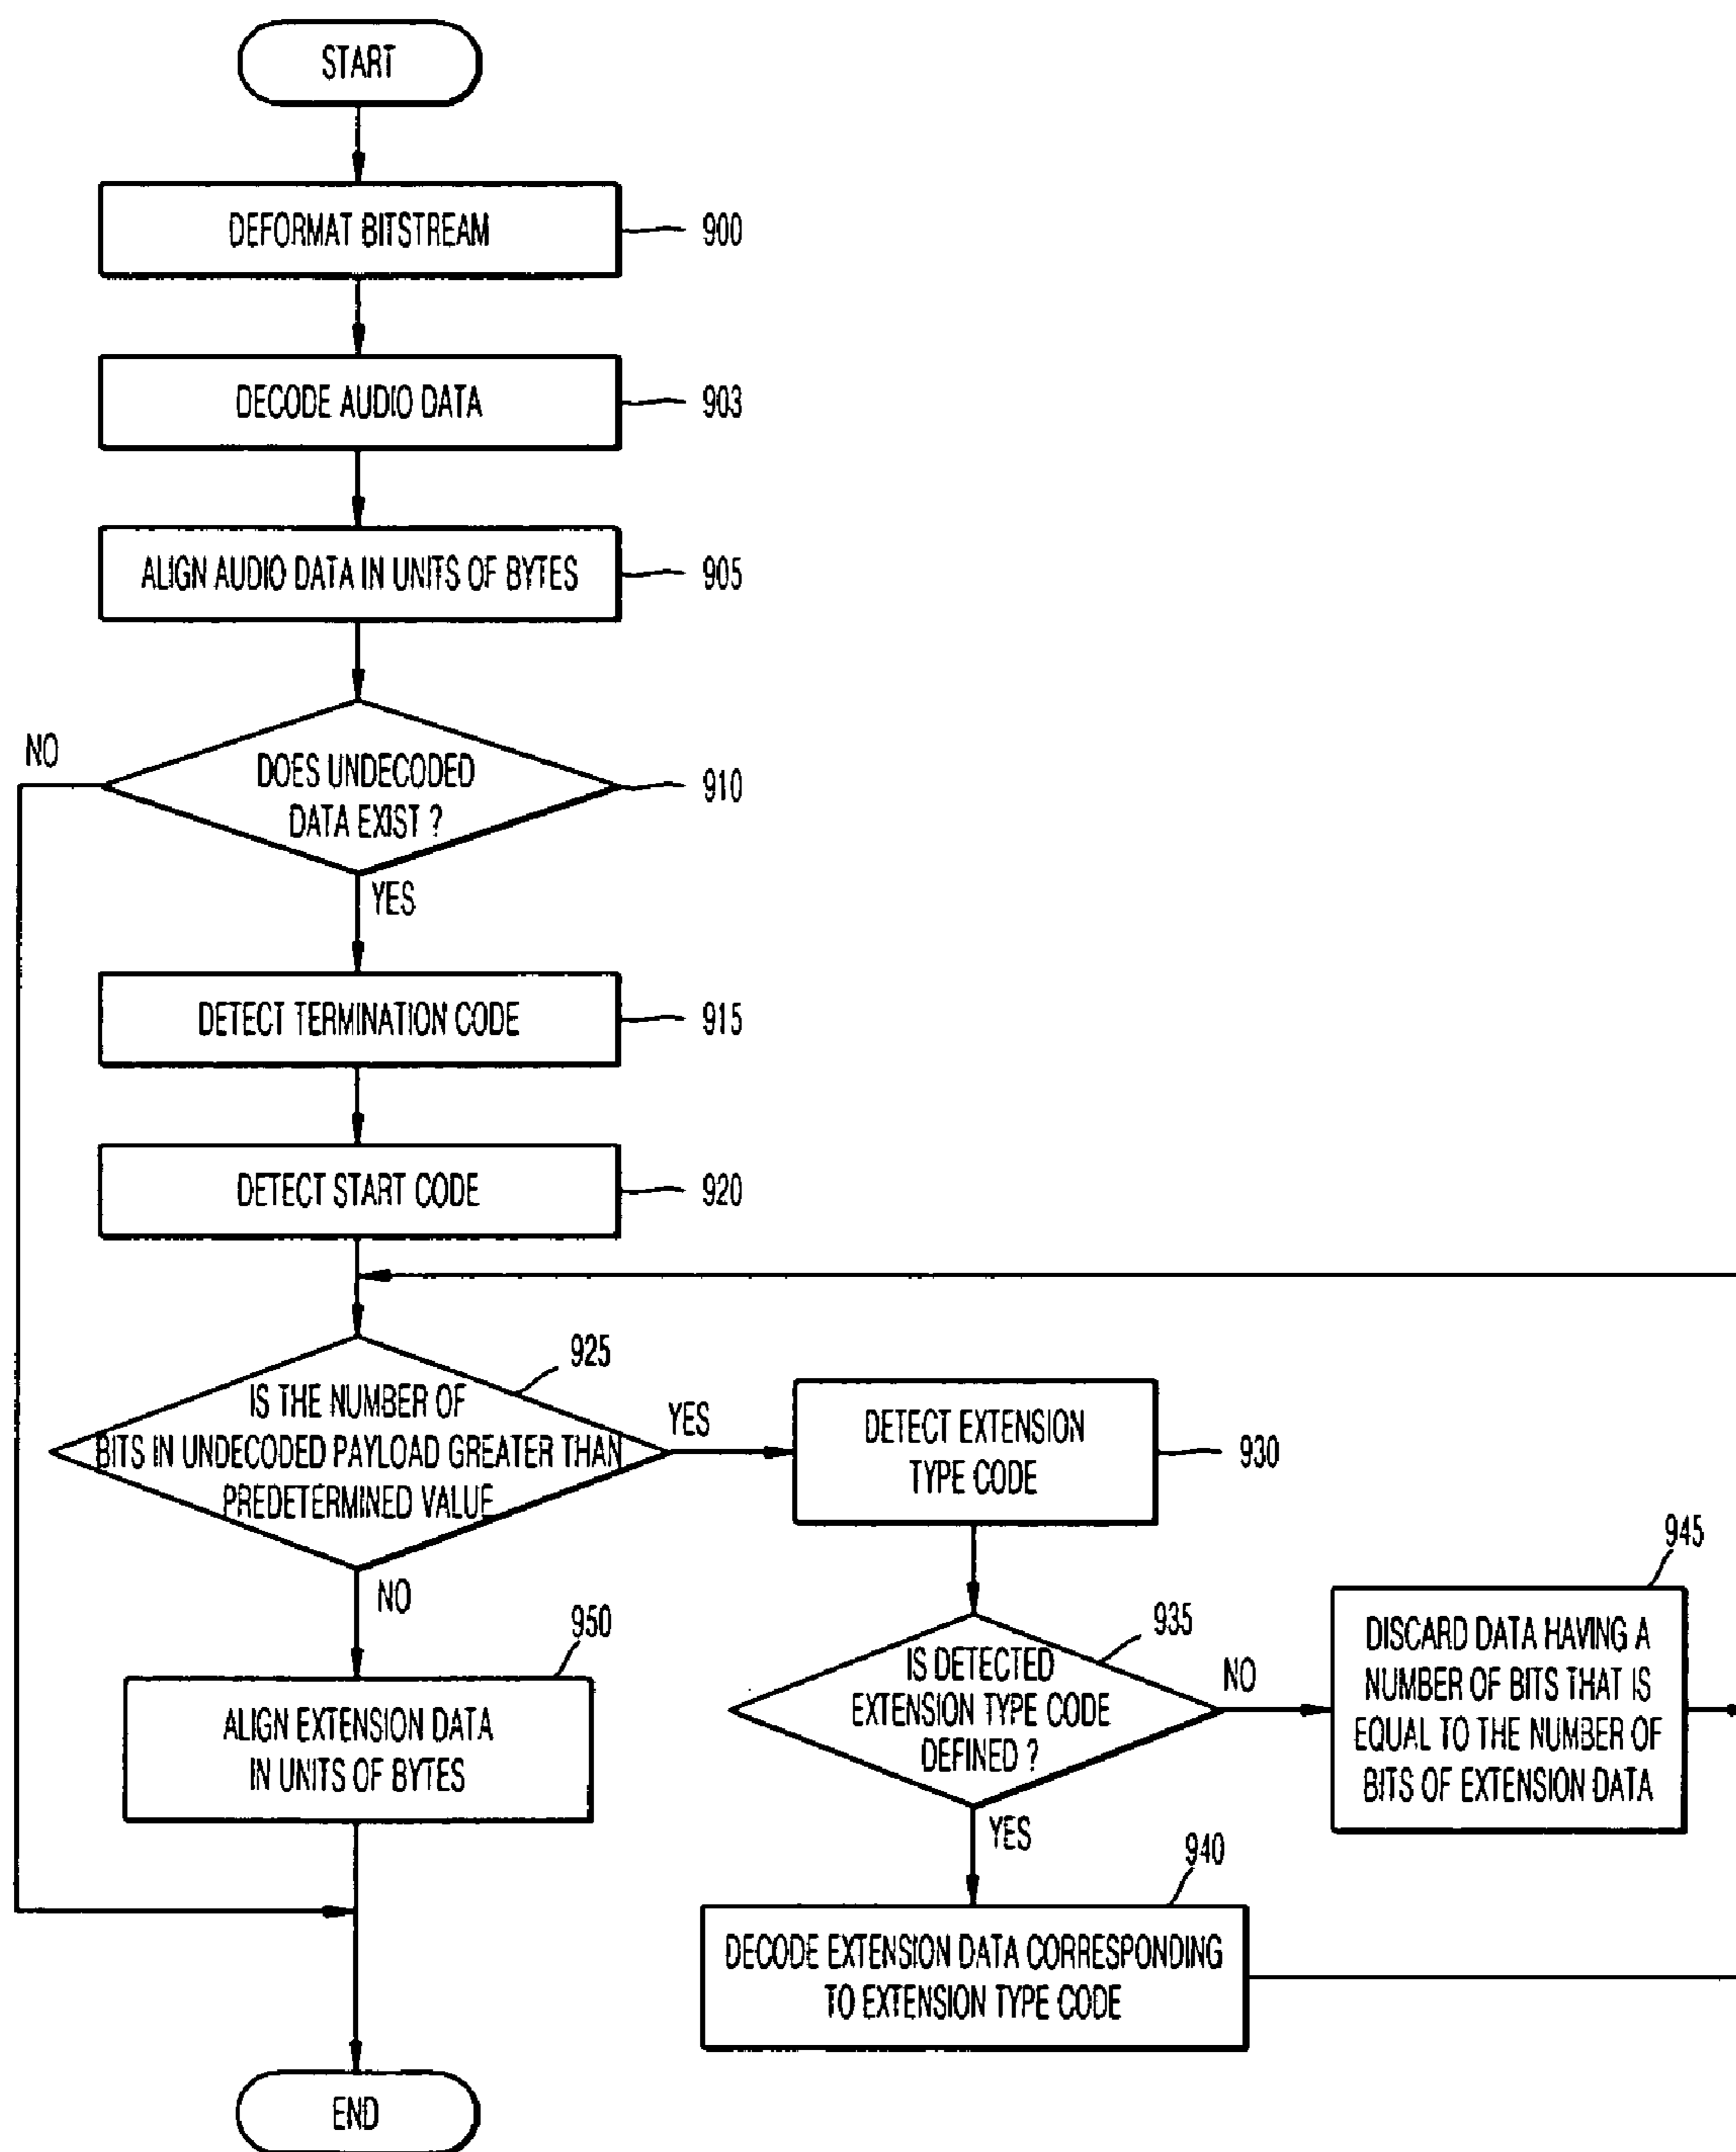 START
DEFORMAT BITSTREAM
900
DECODE AUDIO DATA
903
ALIGN AUDIO DATA IN UNITS OF BYTES
905
NO
DOES UNDECODED
DATA EXIST ?
910
YES
DETECT TERMINATION CODE
915
DETECT START CODE
920
925
IS THE NUMBER OF
BITS IN UNDECODED PAYLOAD GREATER THAN
PREDETERMINED VALUE
YES
DETECT EXTENSION
TYPE CODE
930
NO
935
IS DETECTED
EXTENSION TYPE CODE
DEFINED ?
NO
945
DISCARD DATA HAVING A
NUMBER OF BITS THAT IS
EQUAL TO THE NUMBER OF
BITS OF EXTENSION DATA
950
ALIGN EXTENSION DATA
IN UNITS OF BYTES
YES
940
DECODE EXTENSION DATA CORRESPONDING
TO EXTENSION TYPE CODE
END